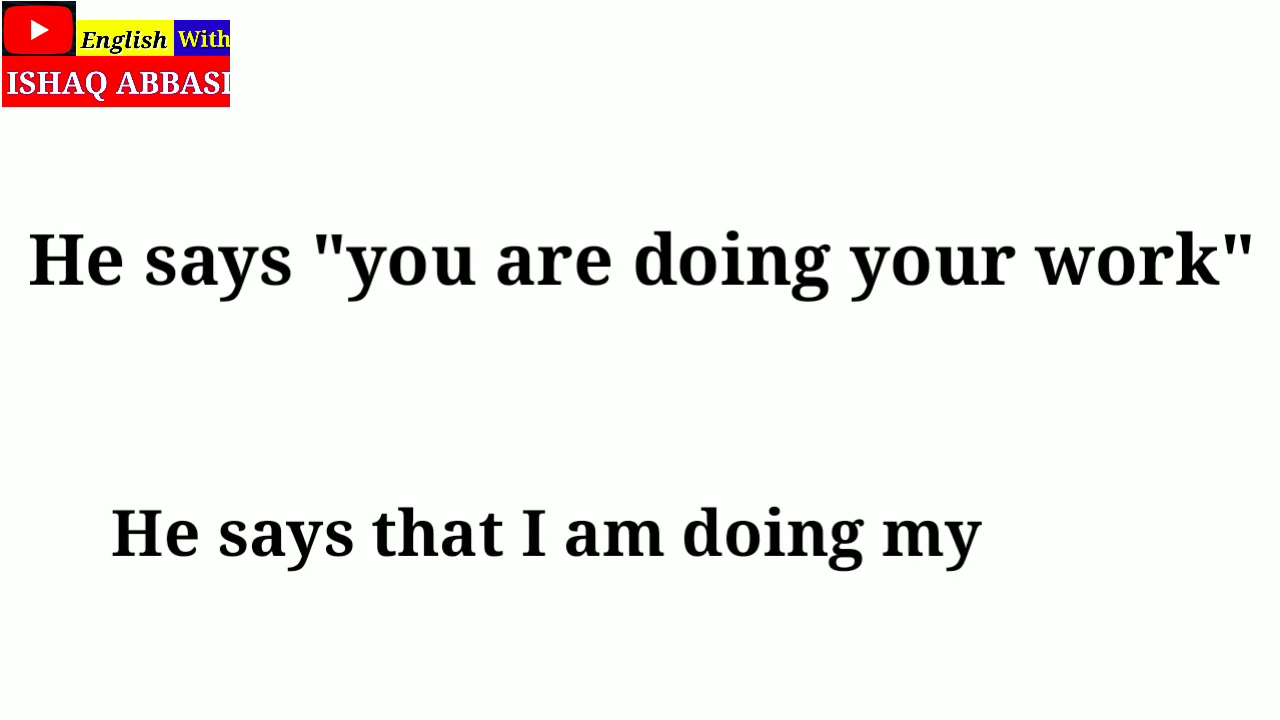 English With
ISHAQ ABBASI
He says "you are doing your work"
He says that I am doing my